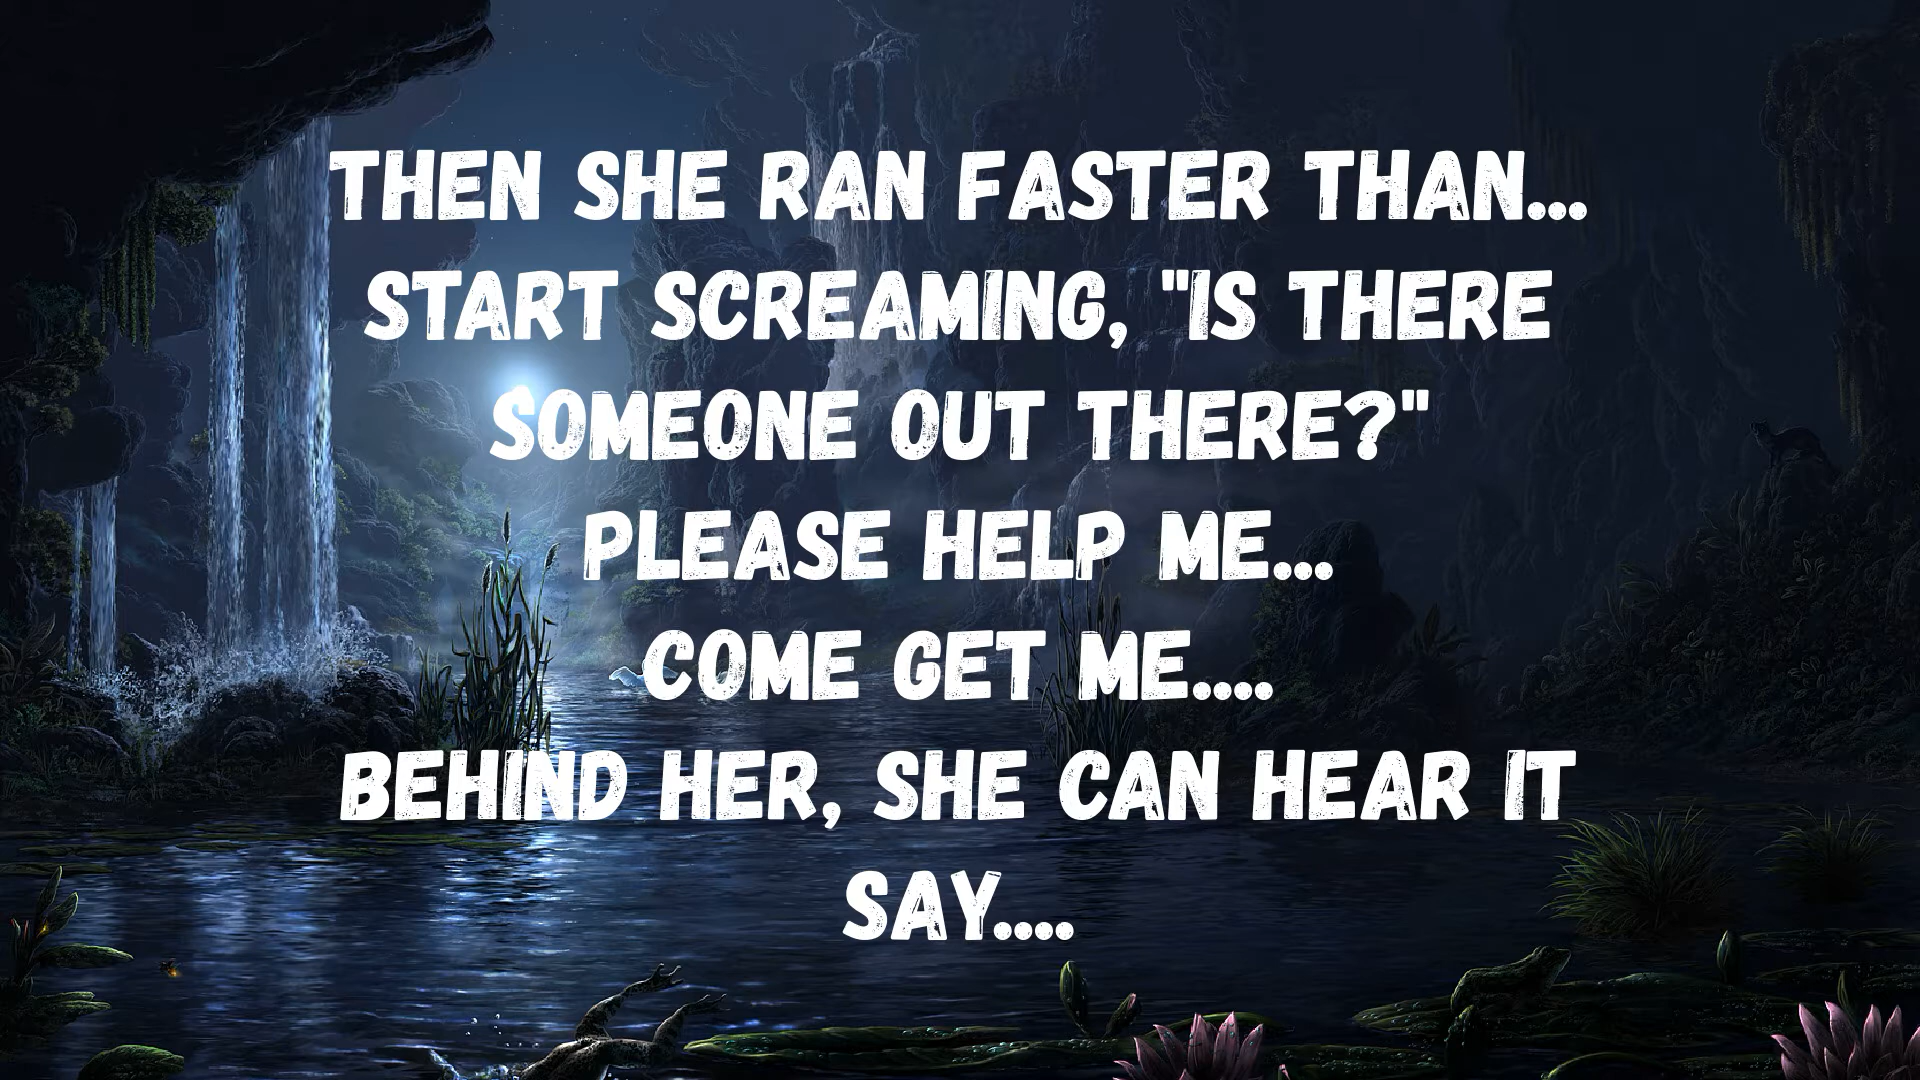 THEN SHE RAN FASTER THAN...
START SCREAMING, "IS THERE
SOMEONE OUT THERE?"
PLEASE HELP ME...
COME GET ME....
BEHIND HER, SHE CAN HEAR IT
SAY....